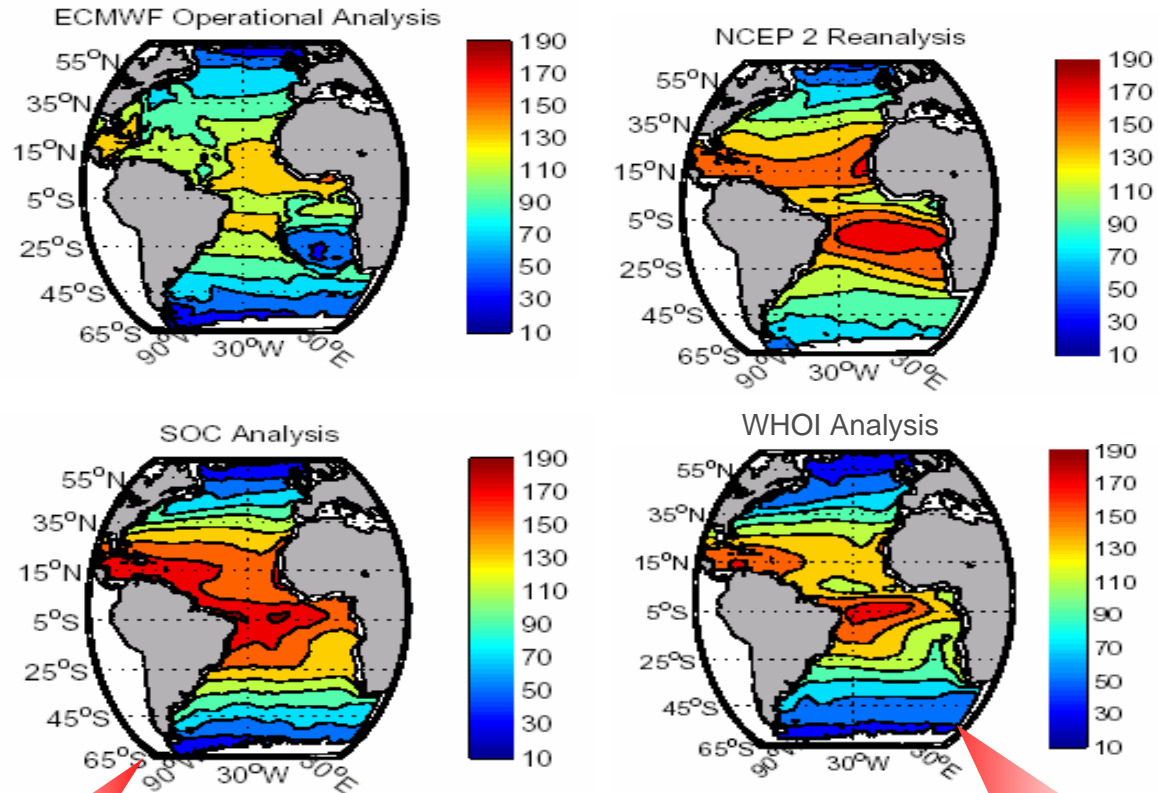 ECMWF Operational Analysis
55°N
35°N
15°N
5°S
25°S
45°S
65°S
90°W
30°W
30°E
190
170
150
130
110
90
70
50
30
10
NCEP 2 Reanalysis
55°N
35°N
15°N
5°S
25°S
45°S
65°S
90°W
30°W
30°E
190
170
150
130
110
90
70
50
30
10
SOC Analysis
55°N
35°N
15°N
5°S
25°S
45°S
65°S
90°W
30°W
30°E
190
170
150
130
110
90
70
50
30
10
WHOI Analysis
55°N
35°N
15°N
5°S
25°S
45°S
65°S
90°W
30°W
30°E
190
170
150
130
110
90
70
50
30
10